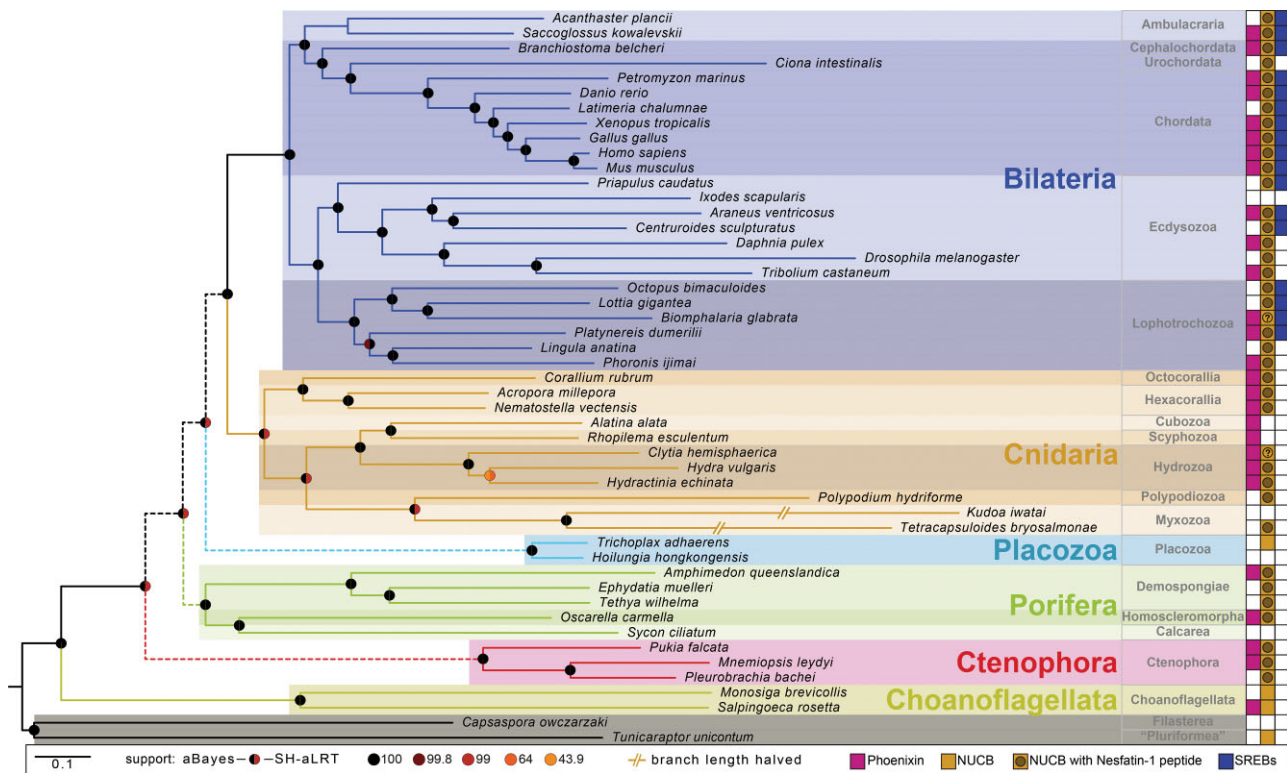 Acanthaster plancii
Ambulacraria
Saccoglossus kowalevskii
Branchiostoma belcheri
Cephalochordata
Ciona intestinalis
Urochordata
Petromyzon marinus
Danio rerio
Latimeria chalumnae
Xenopus tropicalis
Chordata
Gallus gallus
Homo sapiens
Mus musculus
Bilateria
Priapulus caudatus
Ixodes scapularis
Araneus ventricosus
Centruroides sculpturatus
Ecdysozoa
Daphnia pulex
Drosophila melanogaster
Tribolium castaneum
Octopus bimaculoides
Lottia gigantea
Biomphalaria glabrata
?
Lophotrochozoa
Platynereis dumerilii
Lingula anatina
Phoronis ijimai
Corallium rubrum
Octocorallia
Acropora millepora
Hexacorallia
Nematostella vectensis
Alatina alata
Cubozoa
Rhopilema esculentum
Scyphozoa
Clytia hemisphaerica
?
Cnidaria
Hydra vulgaris
Hydrozoa
Hydractinia echinata
Polypodium hydriforme
Polypodiozoa
Kudoa iwatai
Myxozoa
Tetracapsuloides bryosalmonae
Trichoplax adhaerens
Placozoa
Placozoa
Hoilungia hongkongensis
Amphimedon queenslandica
Ephydatia muelleri
Demospongiae
Tethya wilhelma
Porifera
Oscarella carmella
Homoscleromorpha
Sycon ciliatum
Calcarea
Pukia falcata
Mnemiopsis leydyi
Ctenophora
Ctenophora
Pleurobrachia bachei
Monosiga brevicollis
Choanoflagellata
Choanoflagellata
Salpingoeca rosetta
Capsaspora owczarzaki
Filasterea
Tunicaraptor unicontum
"Pluriformea"
0.1
support: aBayes SH-aLRT 100 99.8 99 64 43.9 branch length halved Phoenixin NUCB NUCB with Nesfatin-1 peptide SREBs